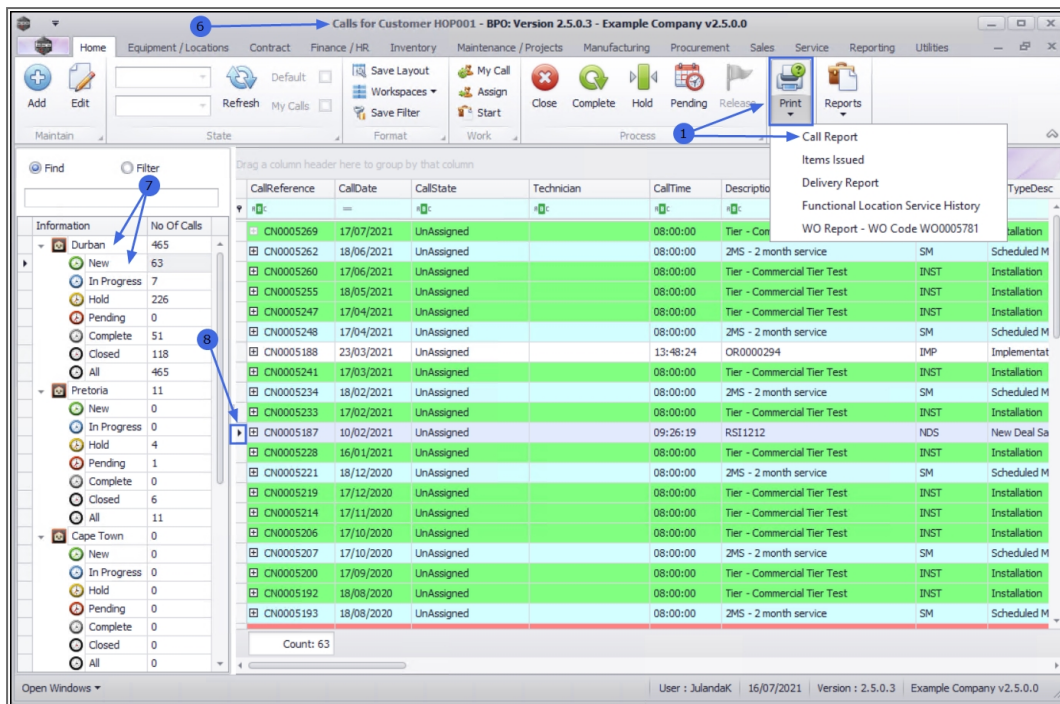 6
Calls for Customer HOP001 - BPO: Version 2.5.0.3 - Example Company v2.5.0.0
Home Equipment / Locations Contract Finance / HR Inventory Maintenance / Projects Manufacturing Procurement Sales Service Reporting Utilities
Default Save Layout My Call
My Calls Workspaces Assign
Save Filter Start
Add Edit Refresh Close Complete Hold Pending Release Print Reports
Maintain State Format Work Process
1
Call Report
Items Issued
Delivery Report
Functional Location Service History
WO Report - WO Code WO0005781
Find Filter
7
Information No Of Calls
Durban 465
New 63
In Progress 7
Hold 226
Pending 0
Complete 51
Closed 118
All 465
Pretoria 11
New 0
In Progress 0
Hold 4
Pending 1
Complete 0
Closed 6
All 11
Cape Town 0
New 0
In Progress 0
Hold 0
Pending 0
Complete 0
Closed 0
All 0
8
Drag a column header here to group by that column
CallReference CallDate CallState Technician CallTime Descriptio TypeDesc
CN0005269 17/07/2021 UnAssigned 08:00:00 Tier - Com tallation
CN0005262 18/06/2021 UnAssigned 08:00:00 2MS - 2 month service SM Scheduled M
CN0005260 17/06/2021 UnAssigned 08:00:00 Tier - Commercial Tier Test INST Installation
CN0005255 18/05/2021 UnAssigned 08:00:00 Tier - Commercial Tier Test INST Installation
CN0005247 17/04/2021 UnAssigned 08:00:00 Tier - Commercial Tier Test INST Installation
CN0005248 17/04/2021 UnAssigned 08:00:00 2MS - 2 month service SM Scheduled M
CN0005188 23/03/2021 UnAssigned 13:48:24 OR0000294 IMP Implementat
CN0005241 17/03/2021 UnAssigned 08:00:00 Tier - Commercial Tier Test INST Installation
CN0005234 18/02/2021 UnAssigned 08:00:00 2MS - 2 month service SM Scheduled M
CN0005233 17/02/2021 UnAssigned 08:00:00 Tier - Commercial Tier Test INST Installation
CN0005187 10/02/2021 UnAssigned 09:26:19 RSI1212 NDS New Deal Sa
CN0005228 16/01/2021 UnAssigned 08:00:00 Tier - Commercial Tier Test INST Installation
CN0005221 18/12/2020 UnAssigned 08:00:00 2MS - 2 month service SM Scheduled M
CN0005219 17/12/2020 UnAssigned 08:00:00 Tier - Commercial Tier Test INST Installation
CN0005214 17/11/2020 UnAssigned 08:00:00 Tier - Commercial Tier Test INST Installation
CN0005206 17/10/2020 UnAssigned 08:00:00 Tier - Commercial Tier Test INST Installation
CN0005207 17/10/2020 UnAssigned 08:00:00 2MS - 2 month service SM Scheduled M
CN0005200 17/09/2020 UnAssigned 08:00:00 Tier - Commercial Tier Test INST Installation
CN0005192 18/08/2020 UnAssigned 08:00:00 Tier - Commercial Tier Test INST Installation
CN0005193 18/08/2020 UnAssigned 08:00:00 2MS - 2 month service SM Scheduled M
Count: 63
Open Windows User : JulandaK 16/07/2021 Version : 2.5.0.3 Example Company v2.5.0.0